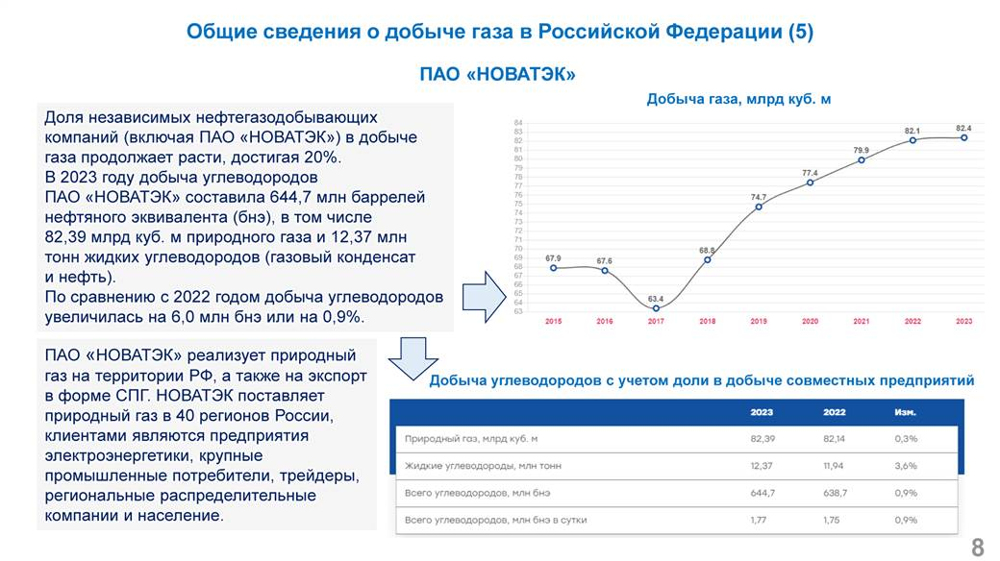 Общие сведения о добыче газа в Российской Федерации (5)
ПАО «НОВАТЭК»
Доля независимых нефтегазодобывающих
компаний (включая ПАО «НОВАТЭК») в добыче
газа продолжает расти, достигая 20%.
В 2023 году добыча углеводородов
ПАО «НОВАТЭК» составила 644,7 млн баррелей
нефтяного эквивалента (бнэ), в том числе
82,39 млрд куб. м природного газа и 12,37 млн
тонн жидких углеводородов (газовый конденсат
и нефть).
По сравнению с 2022 годом добыча углеводородов
увеличилась на 6,0 млн бнэ или на 0,9%.
Добыча газа, млрд куб. м
84
83
82
81
80
79
78
77
76
75
74
73
72
71
70
69
68
67
66
65
64
63
67.9
67.6
63.4
68.8
74.7
77.4
79.9
82.1
82.4
2015 2016 2017 2018 2019 2020 2021 2022 2023
ПАО «НОВАТЭК» реализует природный
газ на территории РФ, а также на экспорт
в форме СПГ. НОВАТЭК поставляет
природный газ в 40 регионов России,
клиентами являются предприятия
электроэнергетики, крупные
промышленные потребители, трейдеры,
региональные распределительные
компании и население.
Добыча углеводородов с учетом доли в добыче совместных предприятий
2023 2022 Изм.
Природный газ, млрд куб. м 82,39 82,14 0,3%
Жидкие углеводороды, млн тонн 12,37 11,94 3,6%
Всего углеводородов, млн бнэ 644,7 638,7 0,9%
Всего углеводородов, млн бнэ в сутки 1,77 1,75 0,9%
8